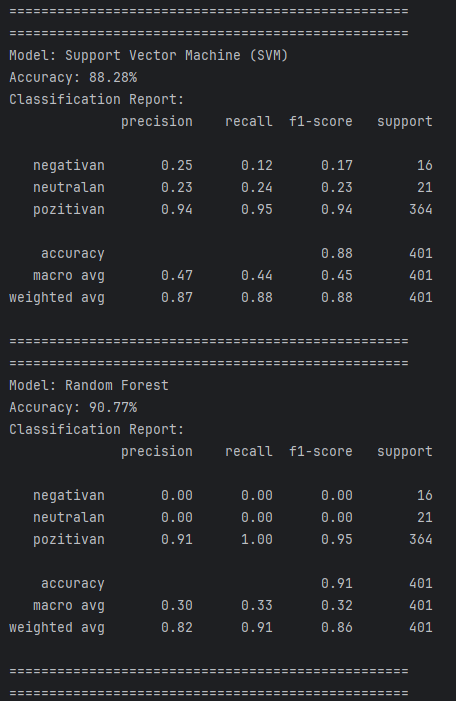 ==================================================
==================================================
Model: Support Vector Machine (SVM)
Accuracy: 88.28%
Classification Report:
              precision    recall  f1-score   support

   negativan       0.25      0.12      0.17        16
   neutralan       0.23      0.24      0.23        21
   pozitivan       0.94      0.95      0.94       364

    accuracy                           0.88       401
   macro avg       0.47      0.44      0.45       401
weighted avg       0.87      0.88      0.88       401

==================================================
==================================================
Model: Random Forest
Accuracy: 90.77%
Classification Report:
              precision    recall  f1-score   support

   negativan       0.00      0.00      0.00        16
   neutralan       0.00      0.00      0.00        21
   pozitivan       0.91      1.00      0.95       364

    accuracy                           0.91       401
   macro avg       0.30      0.33      0.32       401
weighted avg       0.82      0.91      0.86       401

==================================================
==================================================